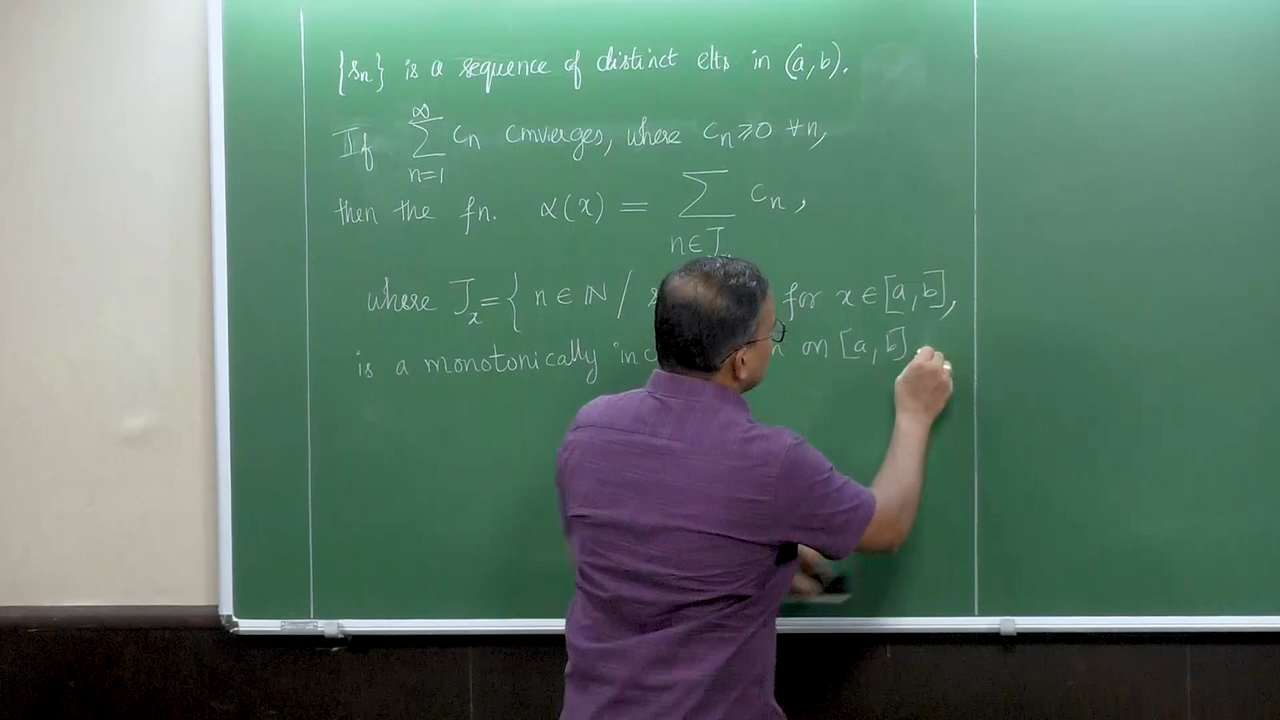 {sₙ} is a sequence of distinct elts in (a,b).
If ∑_{n=1}^{∞} cₙ converges, where cₙ ≥ 0 ∀n,
then the fn. α(x) = ∑_{n∈J} cₙ,
where Jₓ = { n ∈ ℕ / for x ∈ [a,b],
is a monotonically on [a,b]